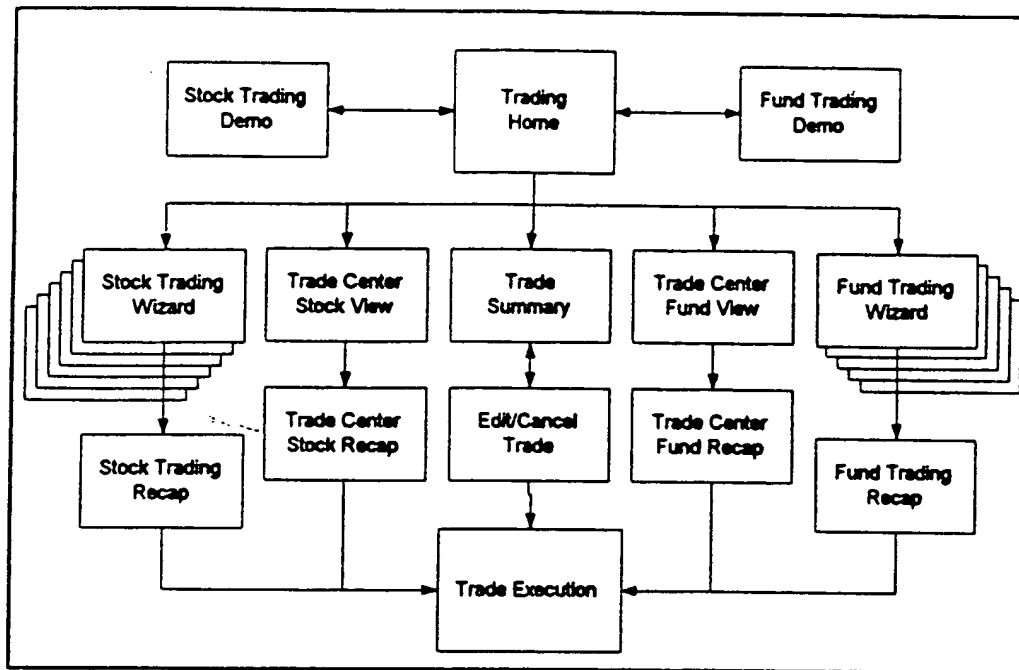 Stock Trading
Demo
Trading
Home
Fund Trading
Demo
Stock Trading
Wizard
Trade Center
Stock View
Trade
Summary
Trade Center
Fund View
Fund Trading
Wizard
Trade Center
Stock Recap
Edit/Cancel
Trade
Trade Center
Fund Recap
Stock Trading
Recap
Fund Trading
Recap
Trade Execution